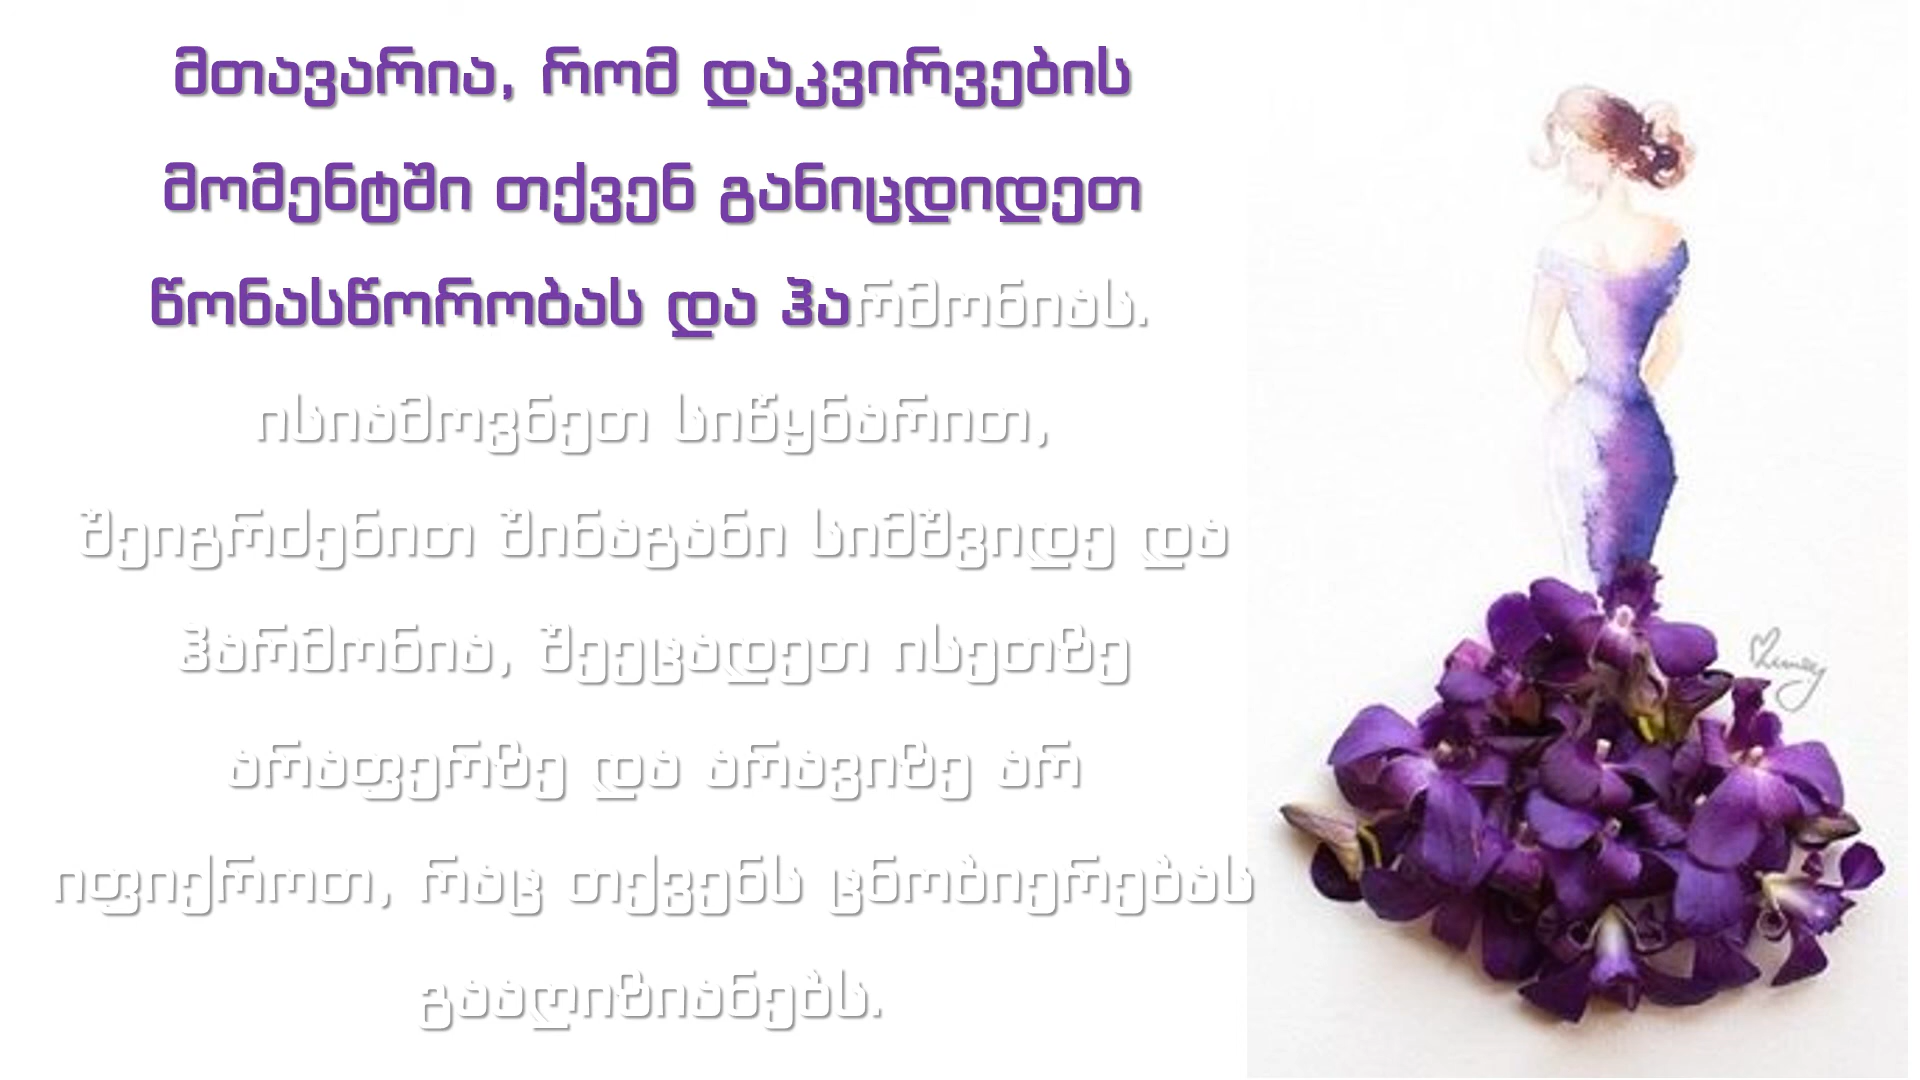 მთავარია, რომ დაკვირვების
მომენტში თქვენ განიცდიდეთ
წონასწორობას და ჰარმონიას.
ისიამოვნეთ სიწყნარით,
შეიგრძენით შინაგანი სიმშვიდე და
ჰარმონია, შეეცადეთ ისეთზე
არაფერზე და არავიზე არ
იფიქროთ, რაც თქვენს ცნობიერებას
გააღიზიანებს.